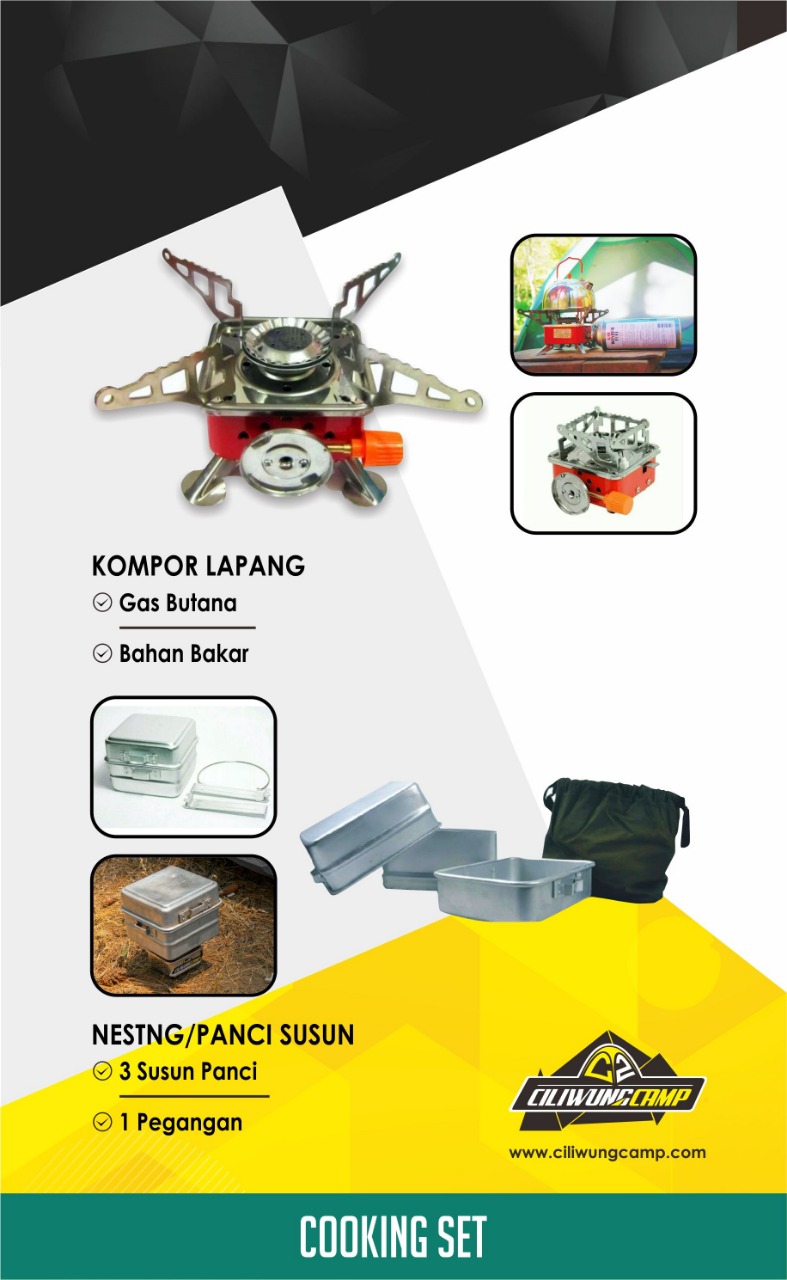 KOMPOR LAPANG
Gas Butana
Bahan Bakar
NESTNG/PANCI SUSUN
3 Susun Panci
1 Pegangan
C2
CILIWUNGCAMP
www.ciliwungcamp.com
COOKING SET